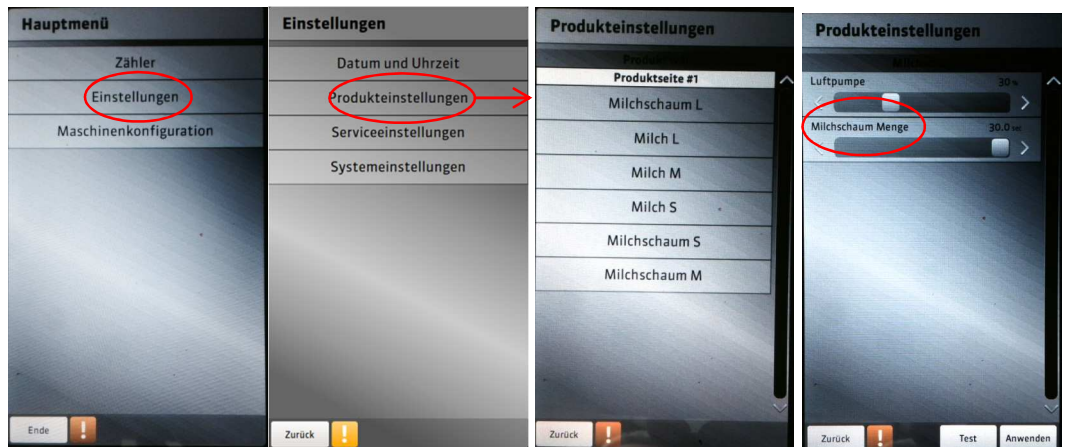 Hauptmenü
Zähler
Einstellungen
Maschinenkonfiguration
Ende
Einstellungen
Datum und Uhrzeit
Produkteinstellungen
Serviceeinstellungen
Systemeinstellungen
Zurück
Produkteinstellungen
Produktseite #1
Milchschaum L
Milch L
Milch M
Milch S
Milchschaum S
Milchschaum M
Zurück
Produkteinstellungen
Luftpumpe 30 %
Milchschaum Menge 30.0 sec
Zurück Test Anwenden